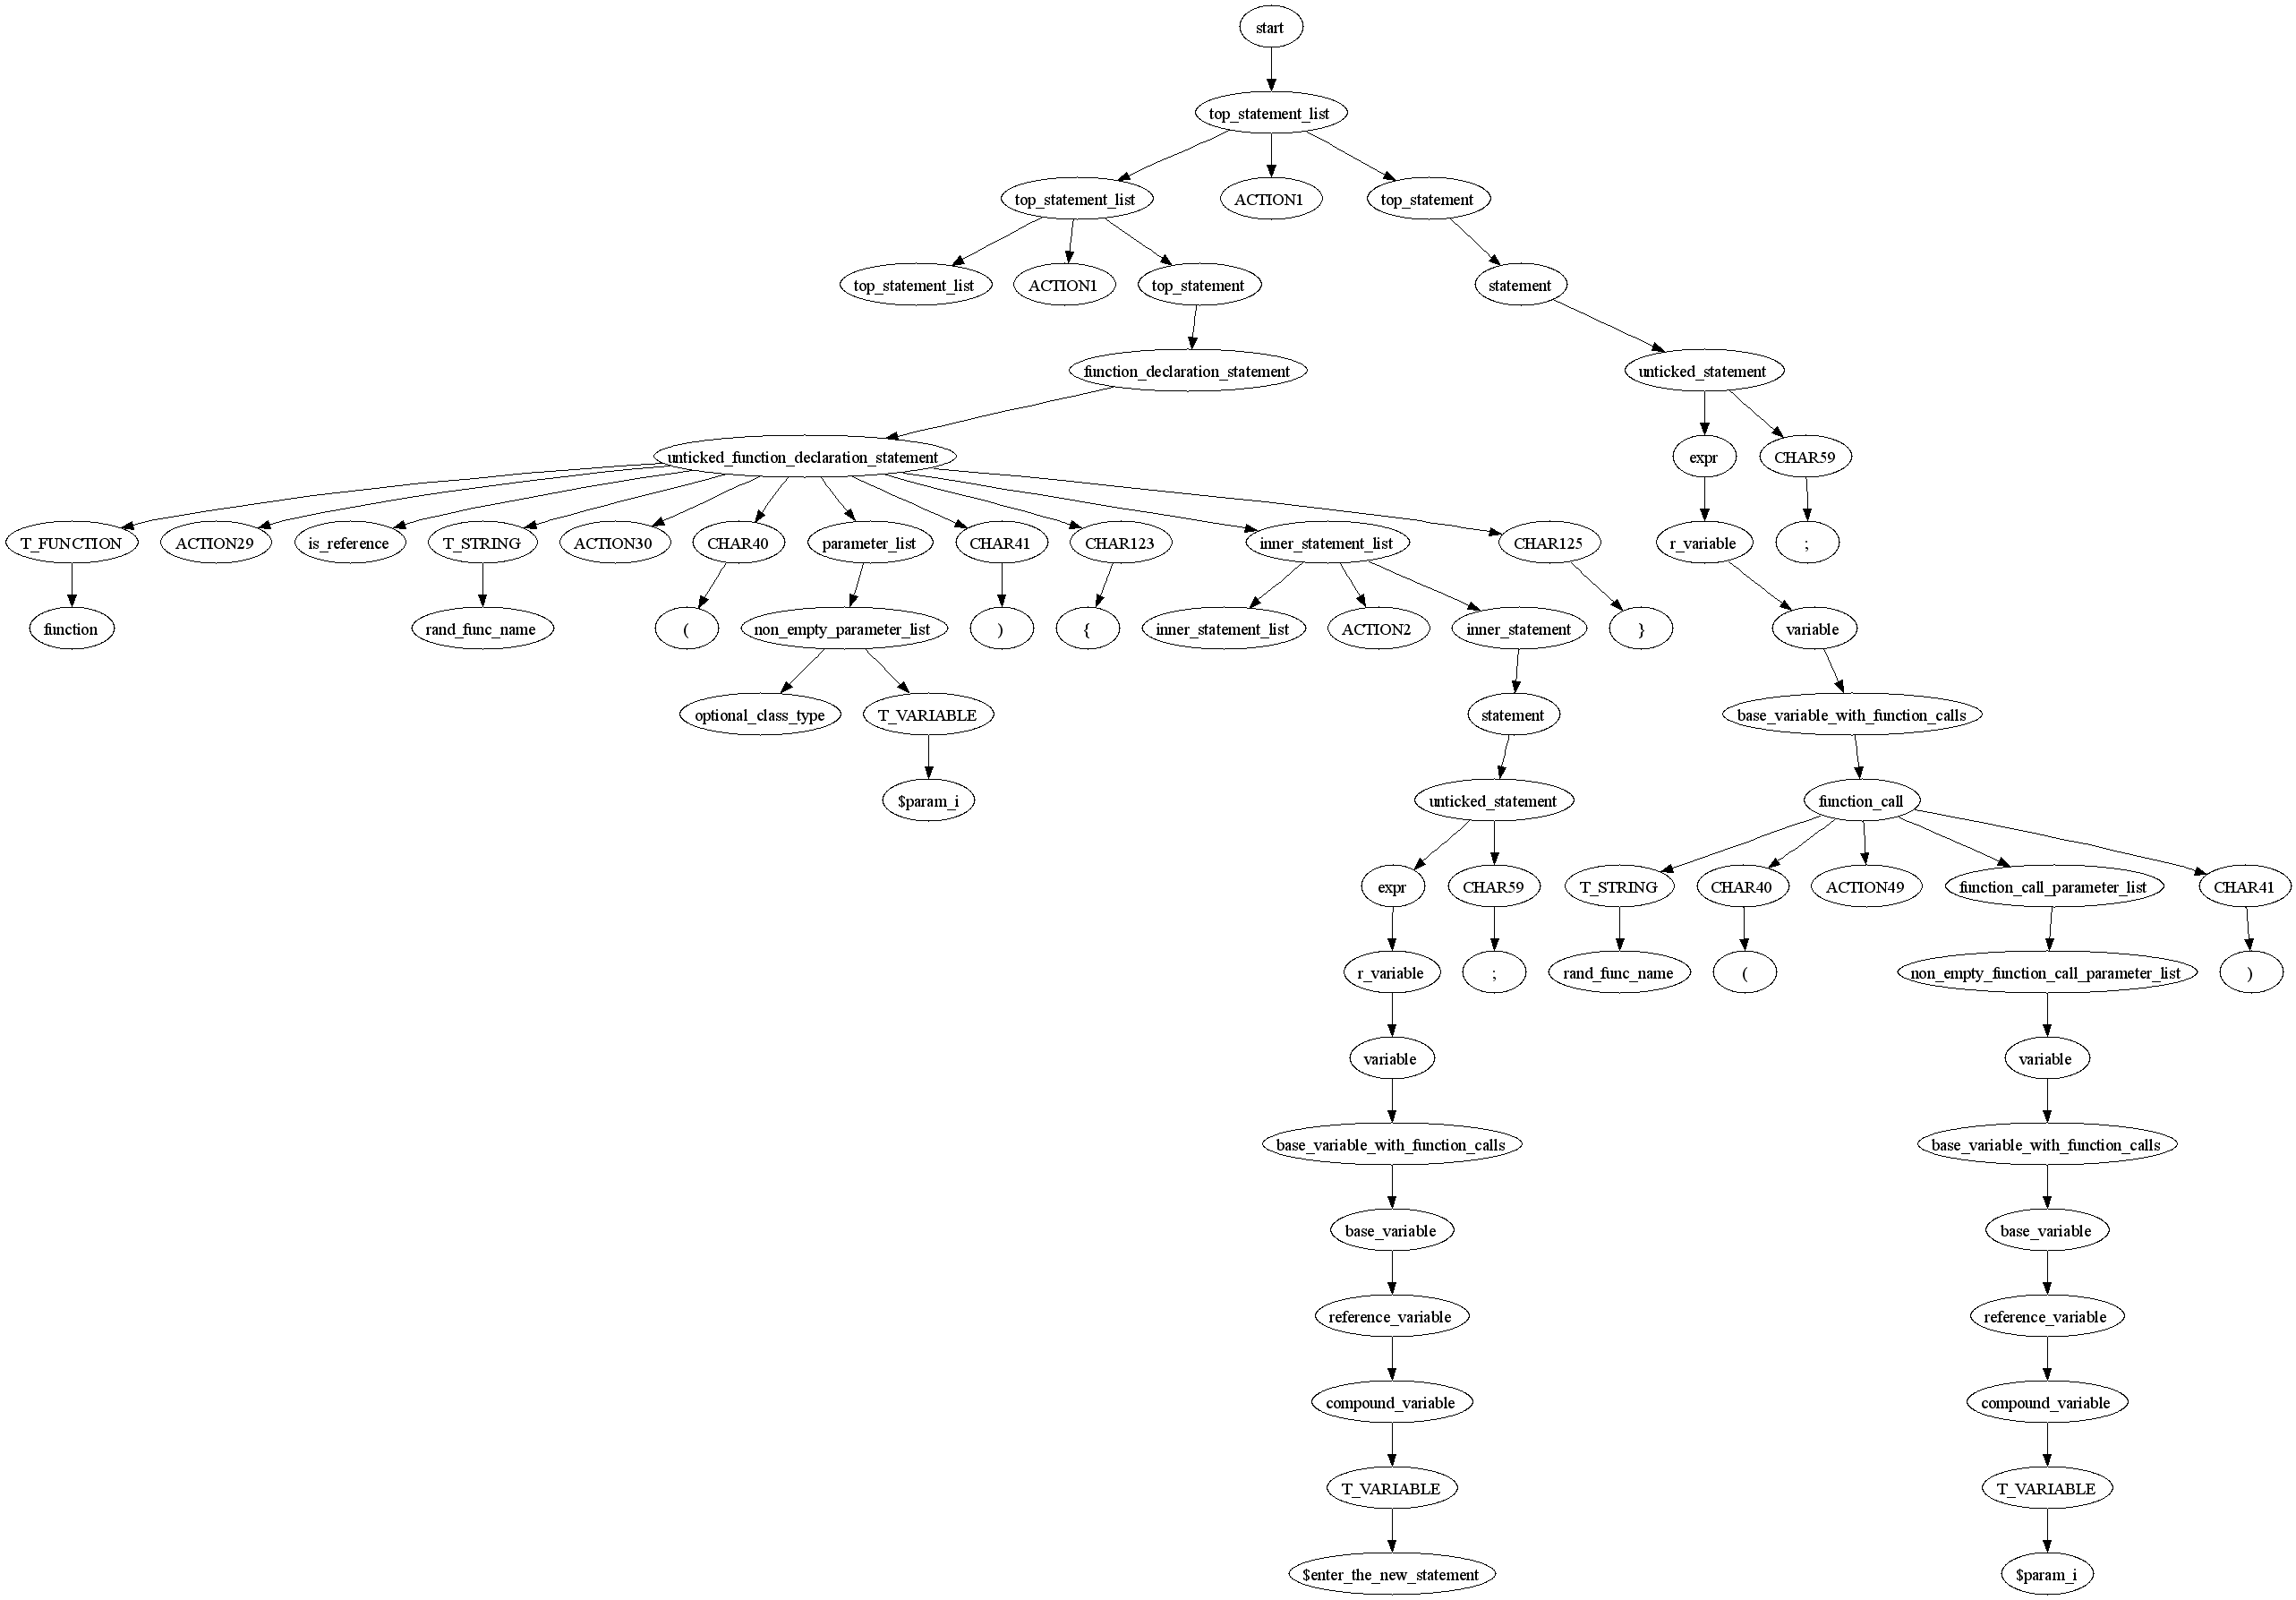 start
top_statement_list
top_statement_list ACTION1 top_statement
top_statement_list ACTION1 top_statement statement
function_declaration_statement unticked_statement
unticked_function_declaration_statement expr CHAR59
T_FUNCTION ACTION29 is_reference T_STRING ACTION30 CHAR40 parameter_list CHAR41 CHAR123 inner_statement_list CHAR125 r_variable ;
function rand_func_name ( non_empty_parameter_list ) { inner_statement_list ACTION2 inner_statement } variable
optional_class_type T_VARIABLE statement base_variable_with_function_calls
$param_i unticked_statement function_call
expr CHAR59 T_STRING CHAR40 ACTION49 function_call_parameter_list CHAR41
r_variable ; rand_func_name ( non_empty_function_call_parameter_list )
variable variable
base_variable_with_function_calls base_variable_with_function_calls
base_variable base_variable
reference_variable reference_variable
compound_variable compound_variable
T_VARIABLE T_VARIABLE
$enter_the_new_statement $param_i